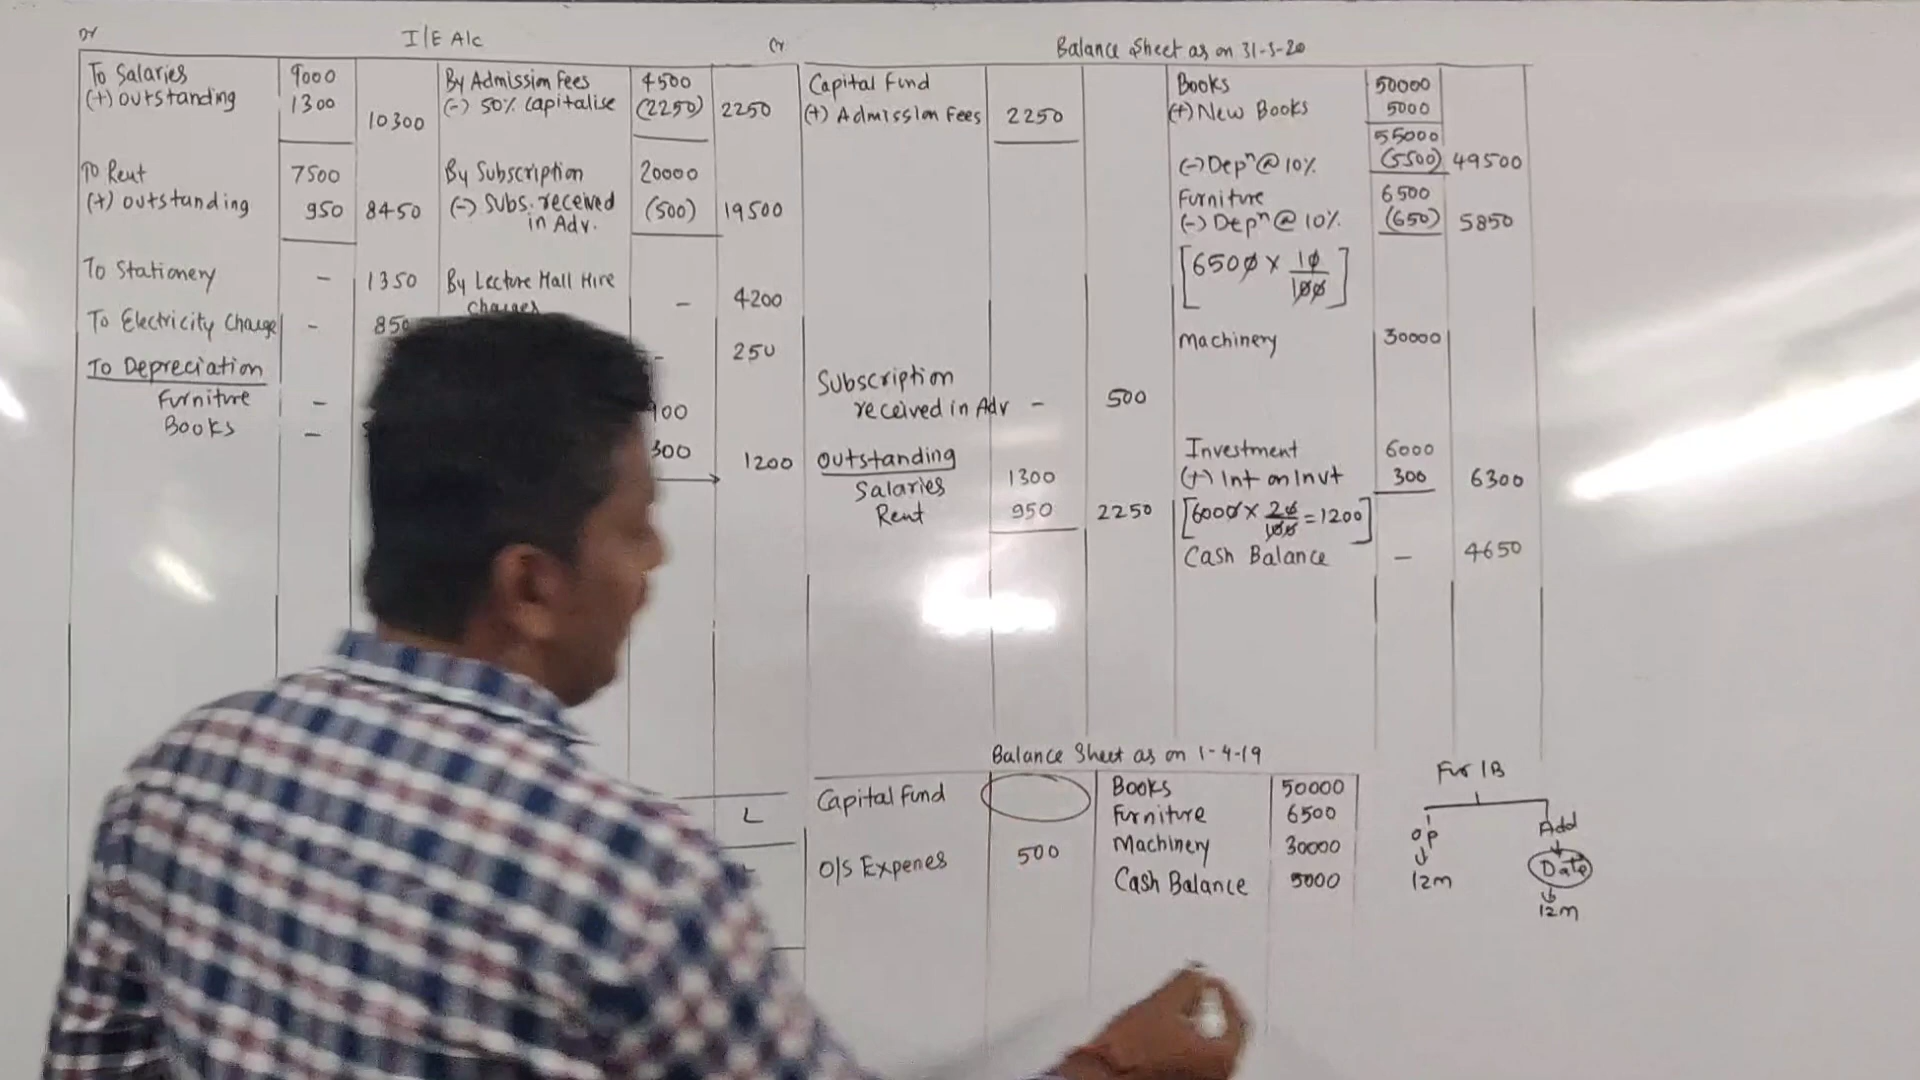 Dr I/E A/c Cr
To Salaries 9000
(+) outstanding 1300 10300
To Rent 7500
(+) outstanding 950 8450
To Stationery - 1350
To Electricity Charge - 850
To Depreciation
Furniture -
Books -
By Admission Fees 4500
(-) 50% Capitalise (2250) 2250
By Subscription 20000
(-) Subs. received (500) 19500
in Adv.
By Lecture Hall Hire
charges - 4200
- 250
900
300 1200
L
Balance Sheet as on 31-3-20
Capital Fund
(+) Admission Fees 2250
Subscription
received in Adv - 500
Outstanding
Salaries 1300
Rent 950 2250
Books 50000
(+) New Books 5000
55000
(-) Depn @ 10% (5500) 49500
Furniture 6500
(-) Depn @ 10% (650) 5850
[6500 x 10/100]
Machinery 30000
Investment 6000
(+) Int on Invt 300 6300
[6000 x 20/100 = 1200]
Cash Balance - 4650
Balance Sheet as on 1-4-19
Capital Fund
O/s Expenes 500
Books 50000
Furniture 6500
Machinery 30000
Cash Balance 5000
Fur 1B
op Add
12m Date
12m